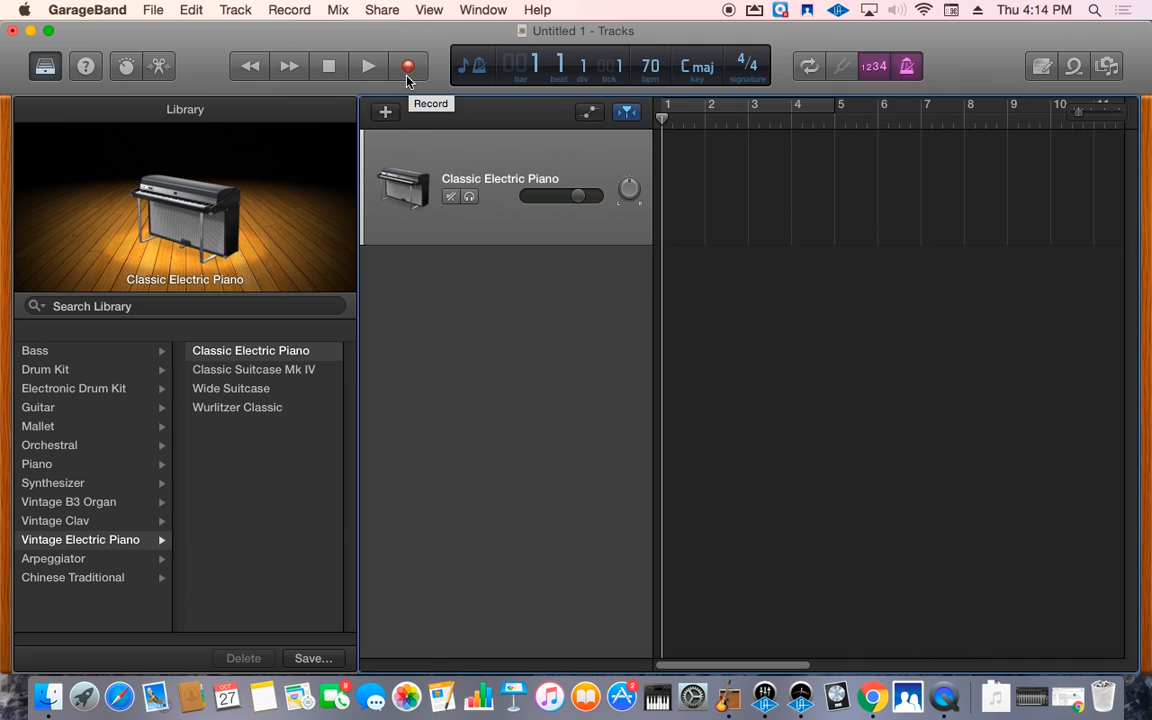 GarageBand File Edit Track Record Mix Share View Window Help Thu 4:14 PM
Untitled 1 - Tracks
1 1 1 1 70 C maj 4/4
bar beat div tick bpm key signature
1234
Record
Library
1 2 3 4 5 6 7 8 9 10 11
Classic Electric Piano
L R
Classic Electric Piano
Search Library
Bass
Drum Kit
Electronic Drum Kit
Guitar
Mallet
Orchestral
Piano
Synthesizer
Vintage B3 Organ
Vintage Clav
Vintage Electric Piano
Arpeggiator
Chinese Traditional
Classic Electric Piano
Classic Suitcase Mk IV
Wide Suitcase
Wurlitzer Classic
Delete Save...
OCT
27
9
2